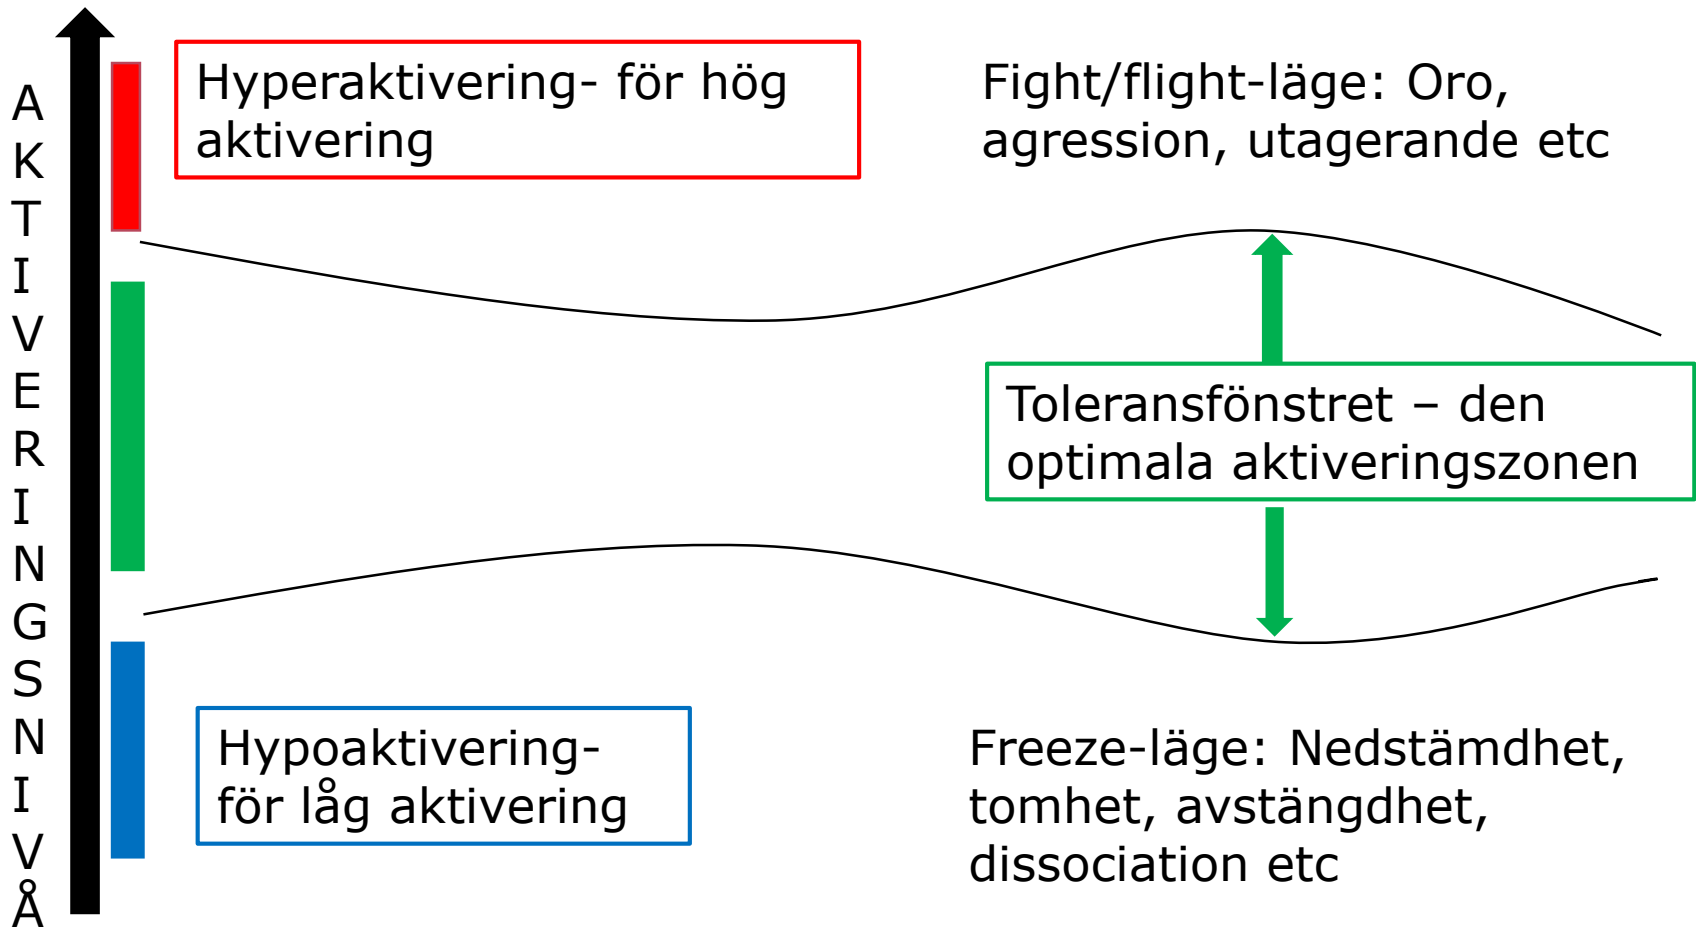 AKTIVERINGSNIVÅ
Hyperaktivering- för hög
aktivering
Fight/flight-läge: Oro,
agression, utagerande etc
Toleransfönstret – den
optimala aktiveringszonen
Hypoaktivering-
för låg aktivering
Freeze-läge: Nedstämdhet,
tomhet, avstängdhet,
dissociation etc